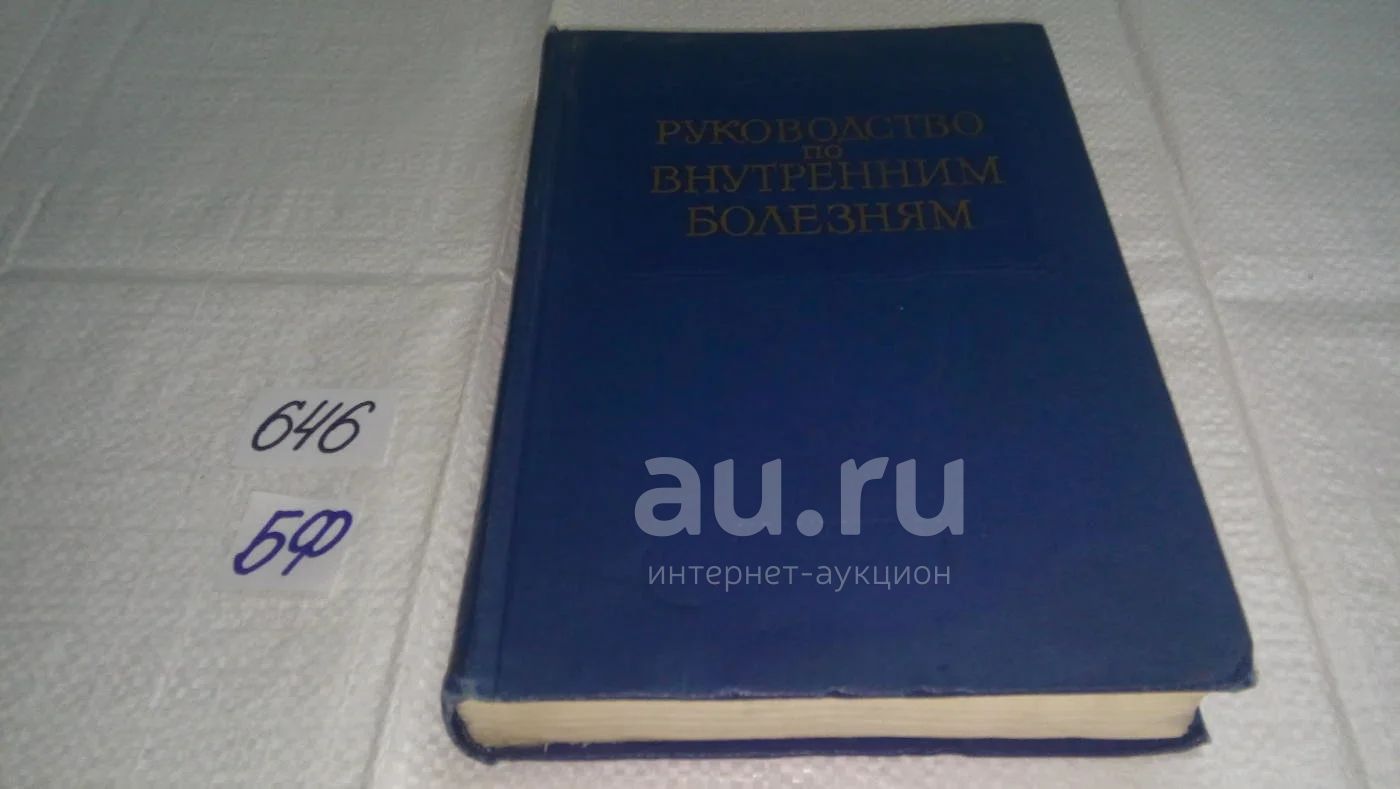 РУКОВОДСТВО
ПО
ВНУТРЕННИМ
БОЛЕЗНЯМ
646
БФ
au.ru
интернет-аукцион